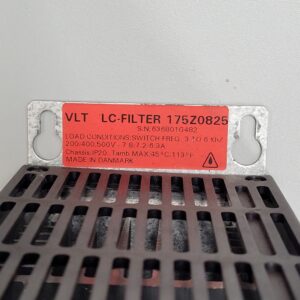 VLT LC-FILTER 175Z0825
S.N. 6368010482
LOAD CONDITIONS: SWITCH FREQ. 3 TO 6 KHz
200,400,500V - 7.8-7.2-6.3A
Chassis: IP20. Tamb MAX.45°C,113°F
MADE IN DANMARK